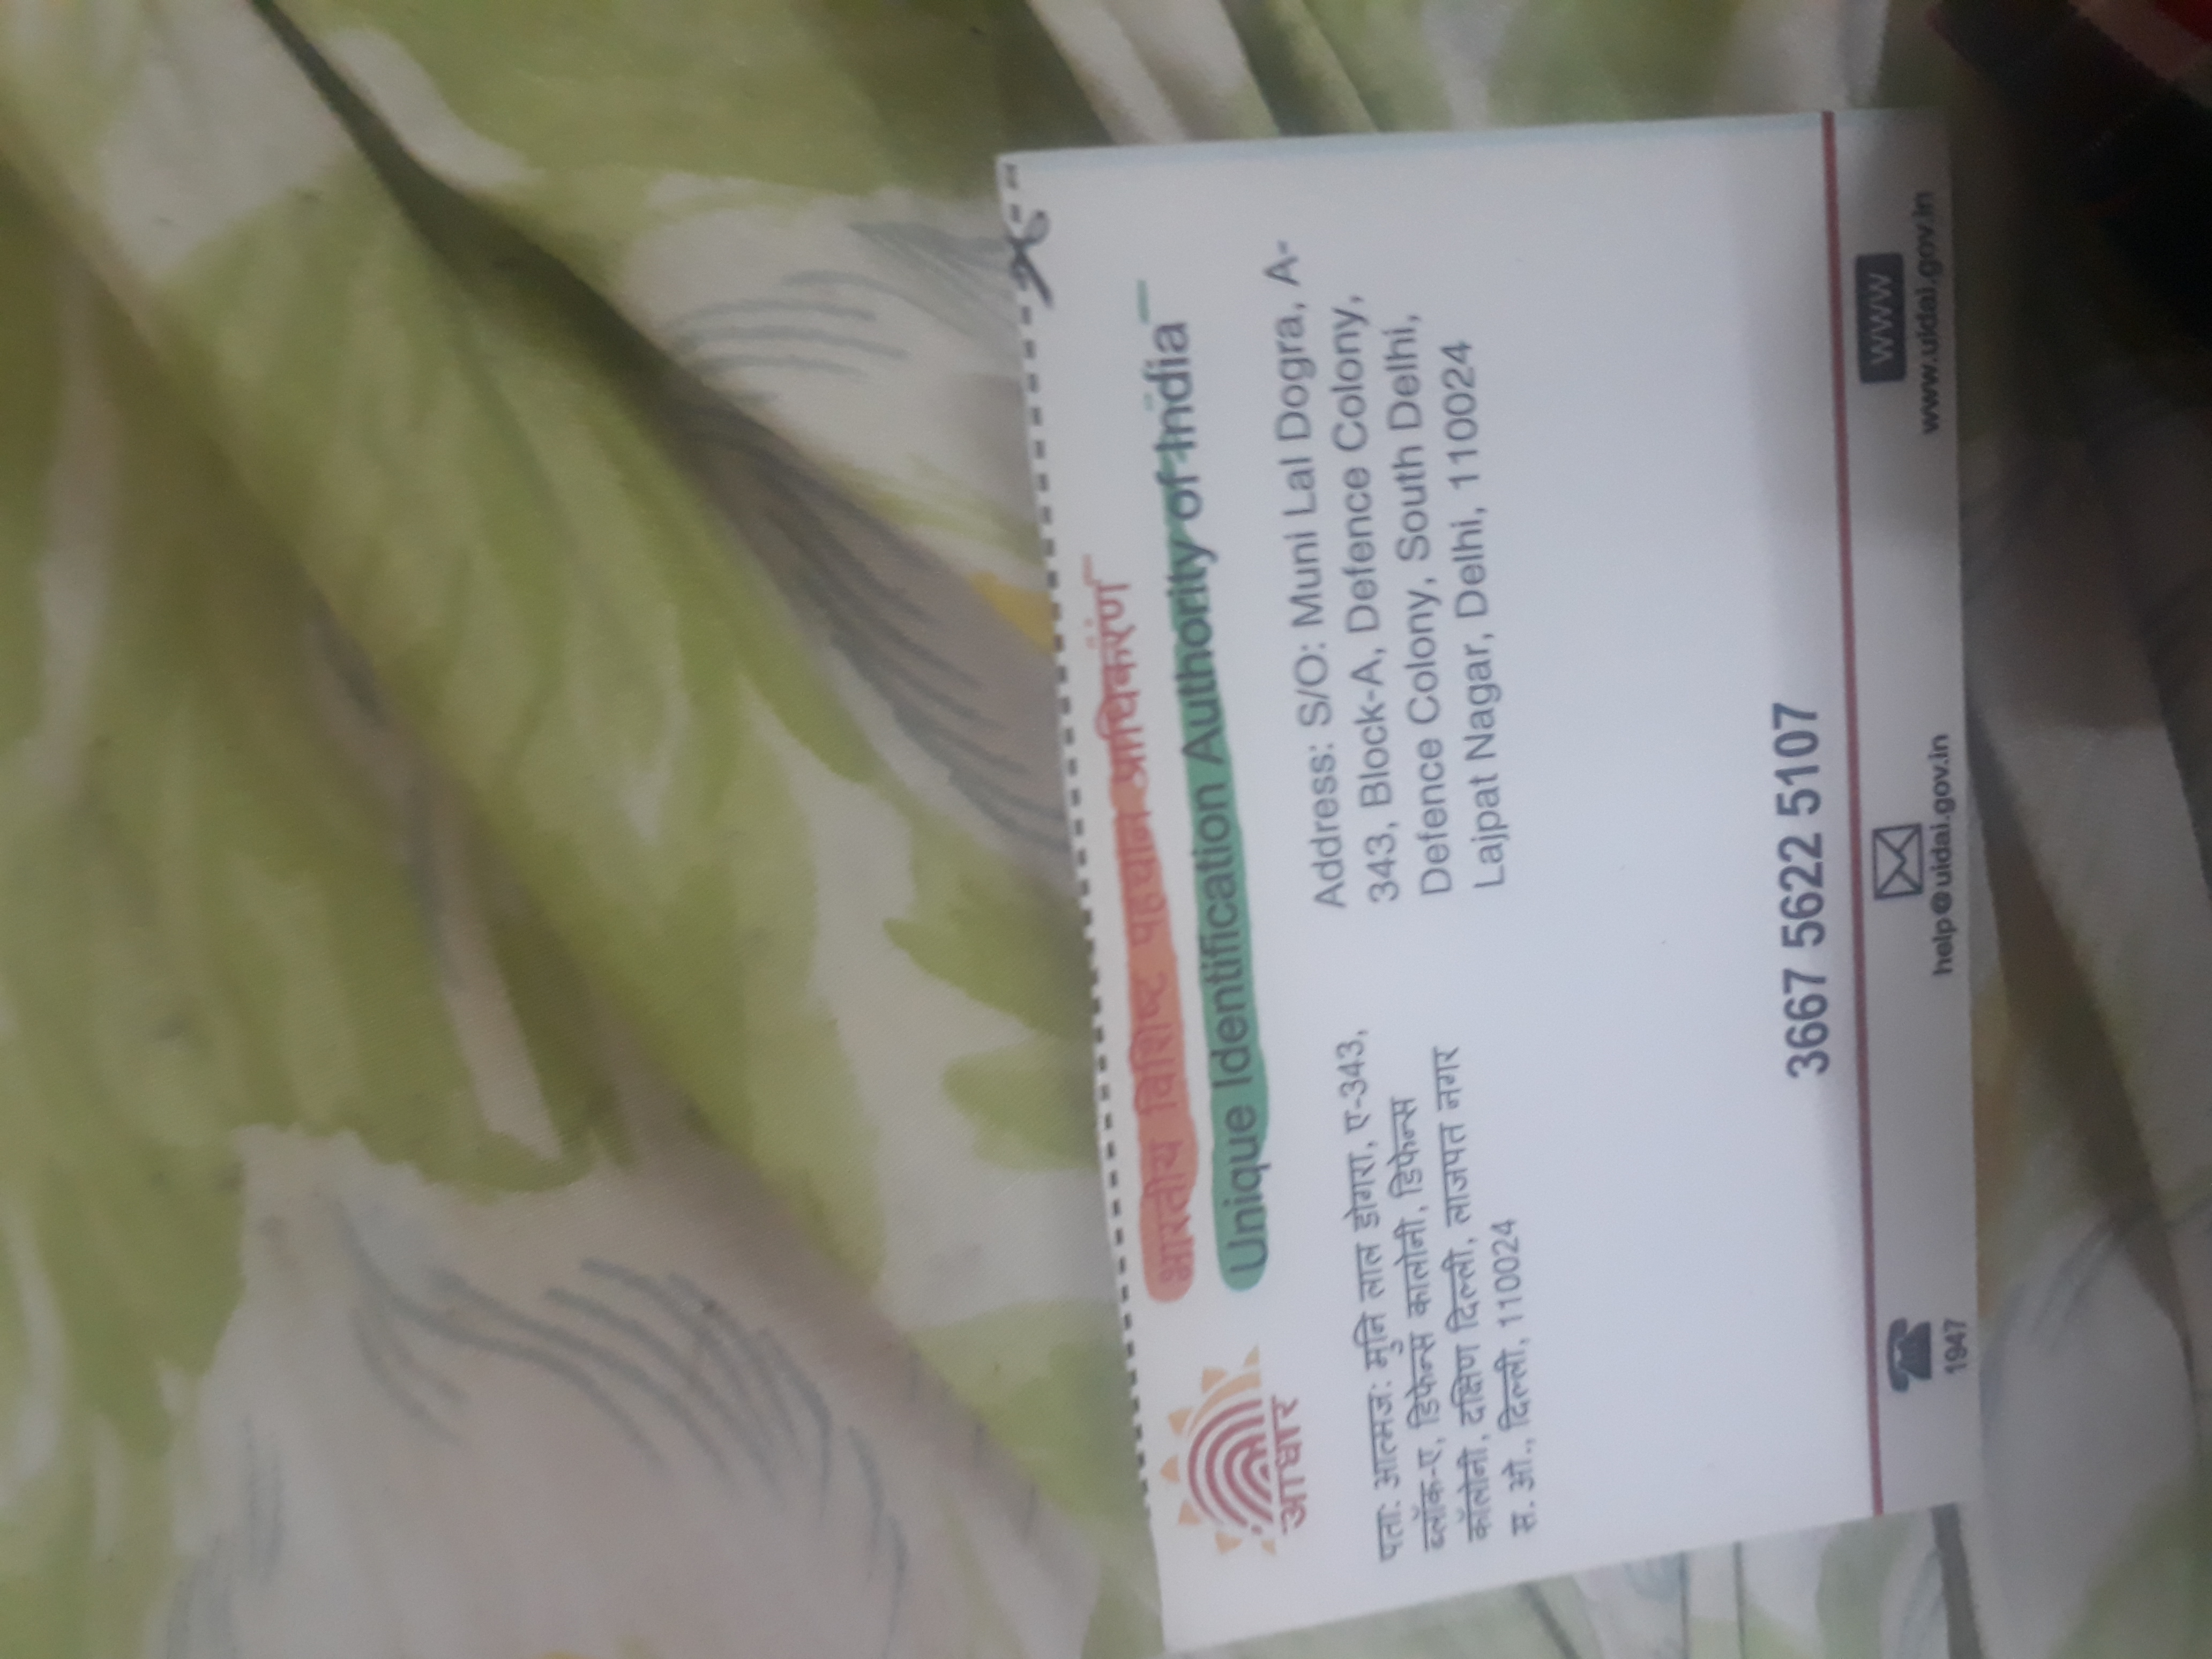 भारतीय विशिष्ट पहचान प्राधिकरण
Unique Identification Authority of India
आधार
पता: आत्मज: मुनि लाल डोगरा, ए-343,
ब्लॉक-ए, डिफेन्स कालोनी, डिफेन्स
कॉलोनी, दक्षिण दिल्ली, लाजपत नगर
स. ओ., दिल्ली, 110024
Address: S/O: Muni Lal Dogra, A-
343, Block-A, Defence Colony,
Defence Colony, South Delhi,
Lajpat Nagar, Delhi, 110024
3667 5622 5107
1947
help@uidai.gov.in
WWW
www.uidai.gov.in